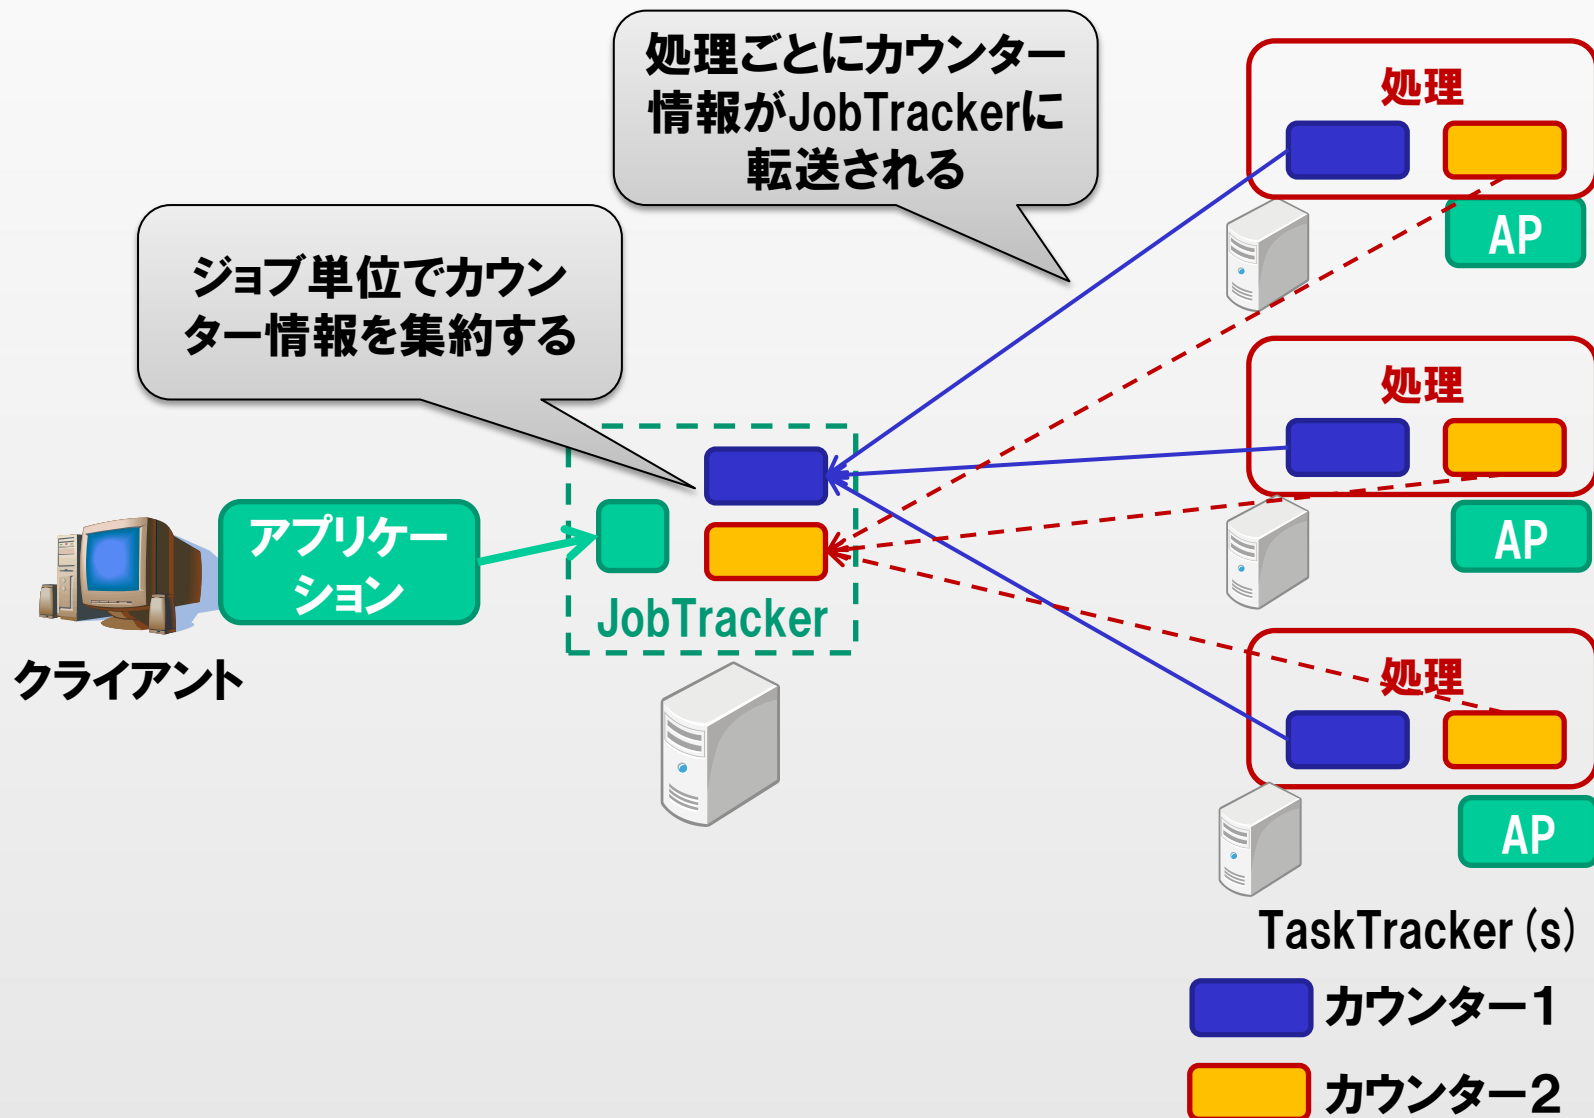 処理ごとにカウンター
情報がJobTrackerに
転送される
ジョブ単位でカウン
ター情報を集約する
処理
AP
処理
AP
アプリケー
ション
JobTracker
クライアント
処理
AP
TaskTracker(s)
カウンター1
カウンター2